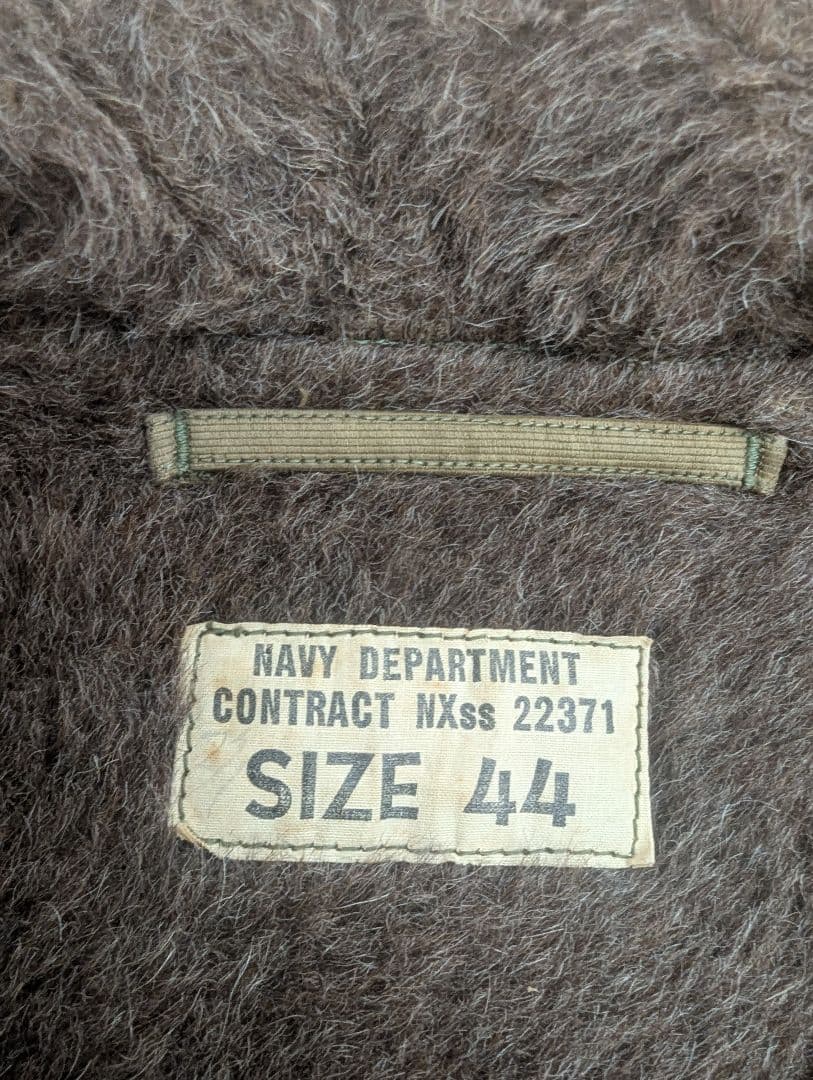 NAVY DEPARTMENT
CONTRACT NXss 22371
SIZE 44